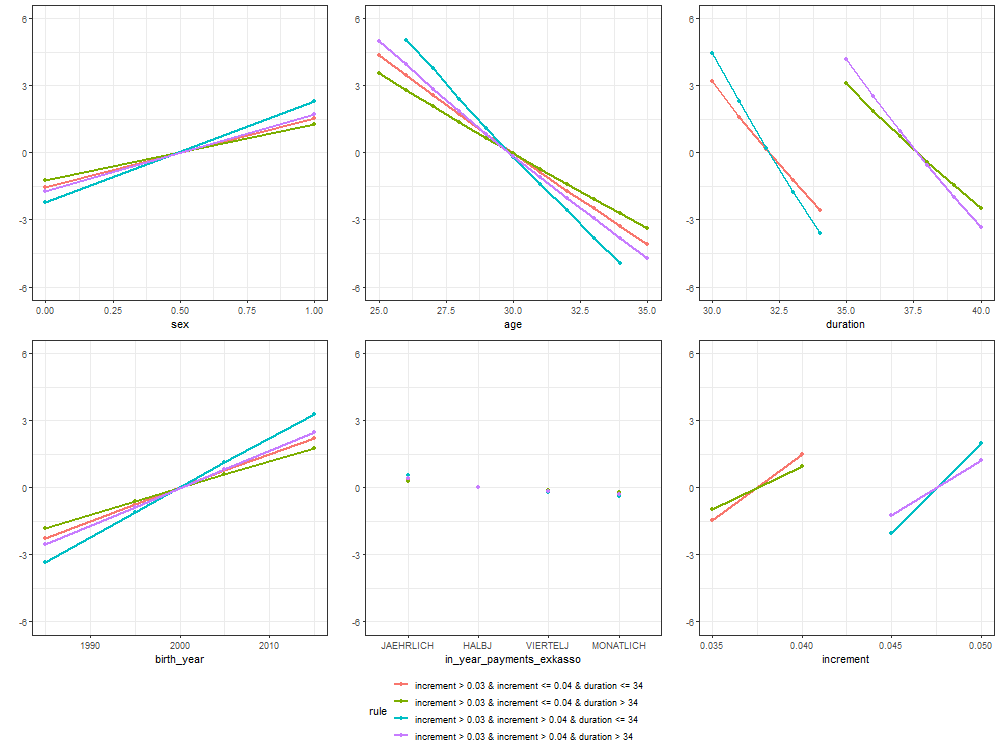 6 6 6
3 3 3
0 0 0
-3 -3 -3
-6 -6 -6
0.00 0.25 0.50 0.75 1.00 25.0 27.5 30.0 32.5 35.0 30.0 32.5 35.0 37.5 40.0
sex age duration
6 6 6
3 3 3
0 0 0
-3 -3 -3
-6 -6 -6
1990 2000 2010 JAEHRLICH HALBJ VIERTELJ MONATLICH 0.035 0.040 0.045 0.050
birth_year in_year_payments_exkasso increment
rule
increment > 0.03 & increment <= 0.04 & duration <= 34
increment > 0.03 & increment <= 0.04 & duration > 34
increment > 0.03 & increment > 0.04 & duration <= 34
increment > 0.03 & increment > 0.04 & duration > 34